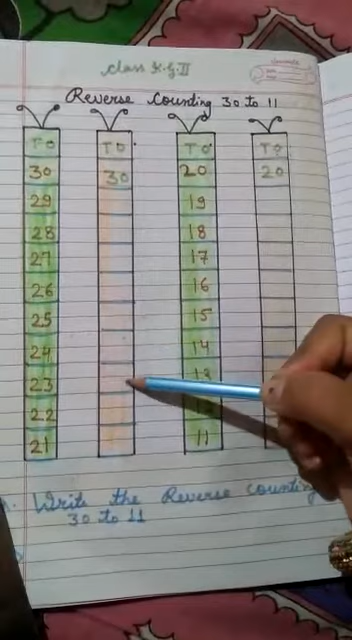 Class K.G II
Reverse Counting 30 to 11
TO TO TO TO
30 30 20 20
29 19
28 18
27 17
26 16
25 15
24 14
23 13
22 12
21 11
Write the Reverse counting
30 to 11